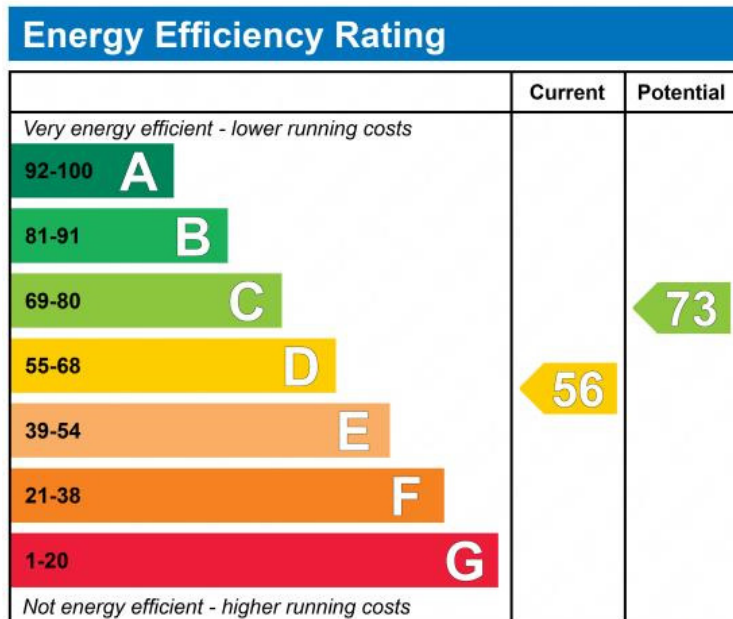 Energy Efficiency Rating
Current Potential
Very energy efficient - lower running costs
92-100 A
81-91 B
69-80 C 73
55-68 D 56
39-54 E
21-38 F
1-20 G
Not energy efficient - higher running costs